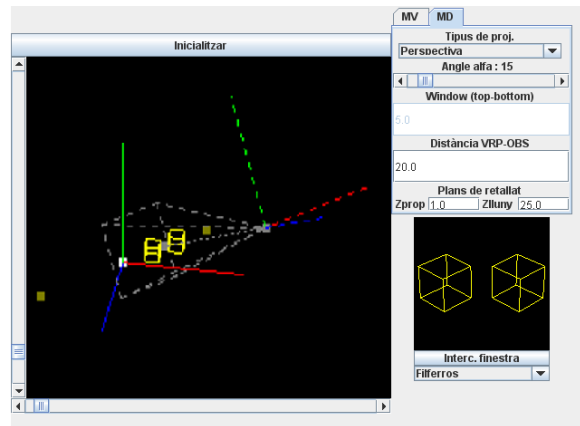 MV MD
Inicialitzar
Tipus de proj.
Perspectiva
Angle alfa : 15
Window (top-bottom)
5.0
Distància VRP-OBS
20.0
Plans de retallat
Zprop 1.0 Zlluny 25.0
Interc. finestra
Filferros